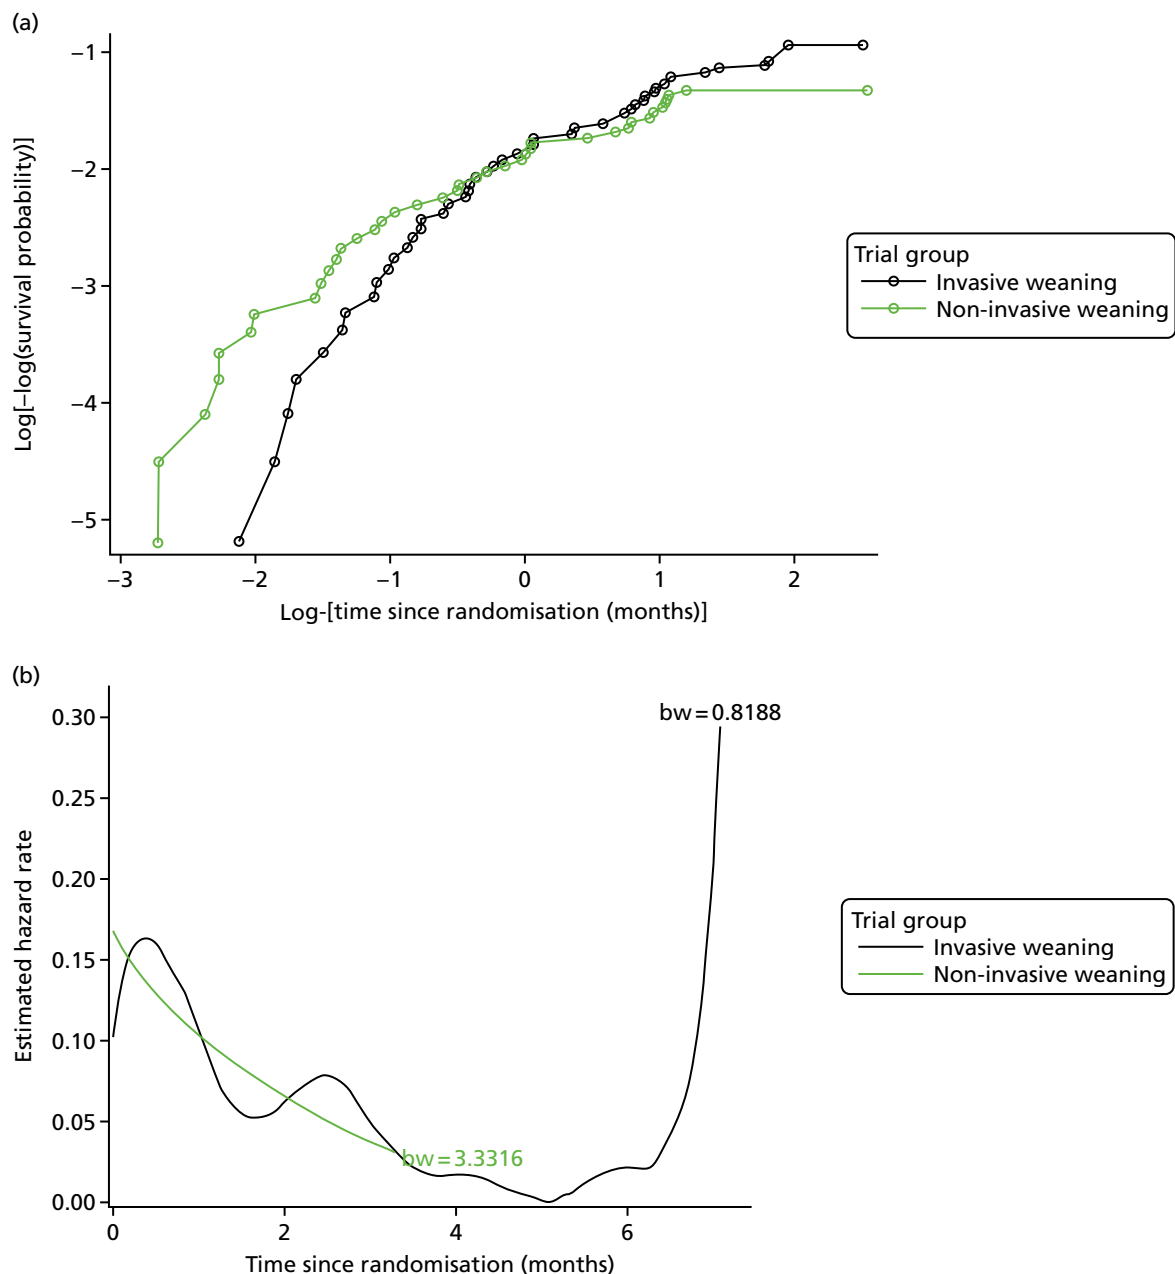 (a)
−1
−2
−3
−4
−5
Log[−log(survival probability)]
−3 −2 −1 0 1 2
Log-[time since randomisation (months)]
Trial group
Invasive weaning
Non-invasive weaning
(b)
0.30
0.25
0.20
0.15
0.10
0.05
0.00
Estimated hazard rate
bw=0.8188
bw=3.3316
0 2 4 6
Time since randomisation (months)
Trial group
Invasive weaning
Non-invasive weaning